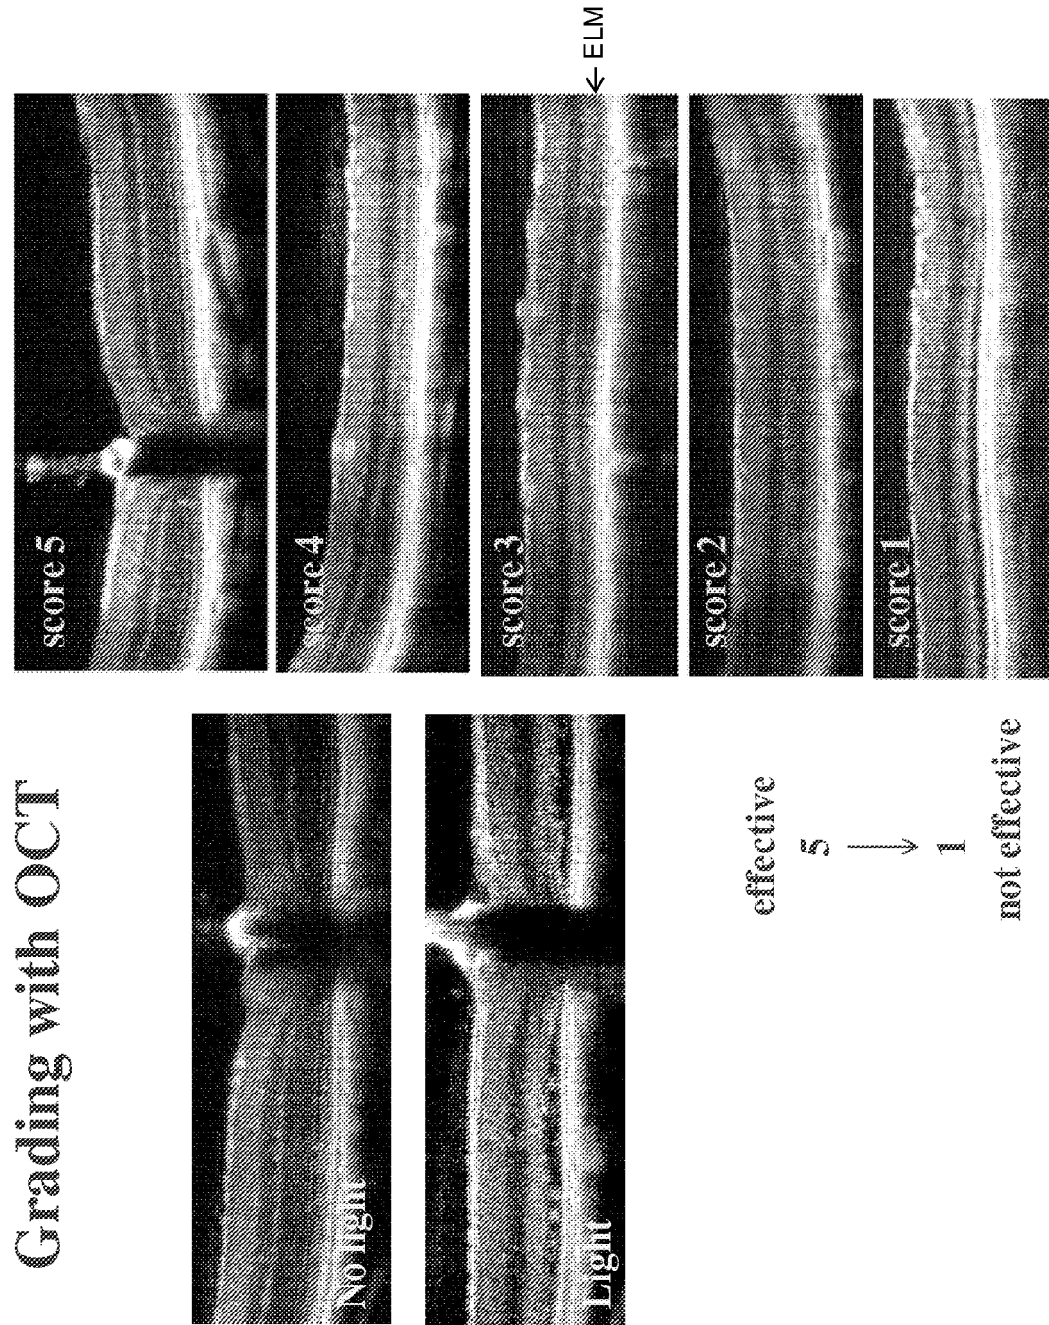 Grading with OCT
No light
Light
effective
5
1
not effective
score 5
score 4
score 3
score 2
score 1
ELM